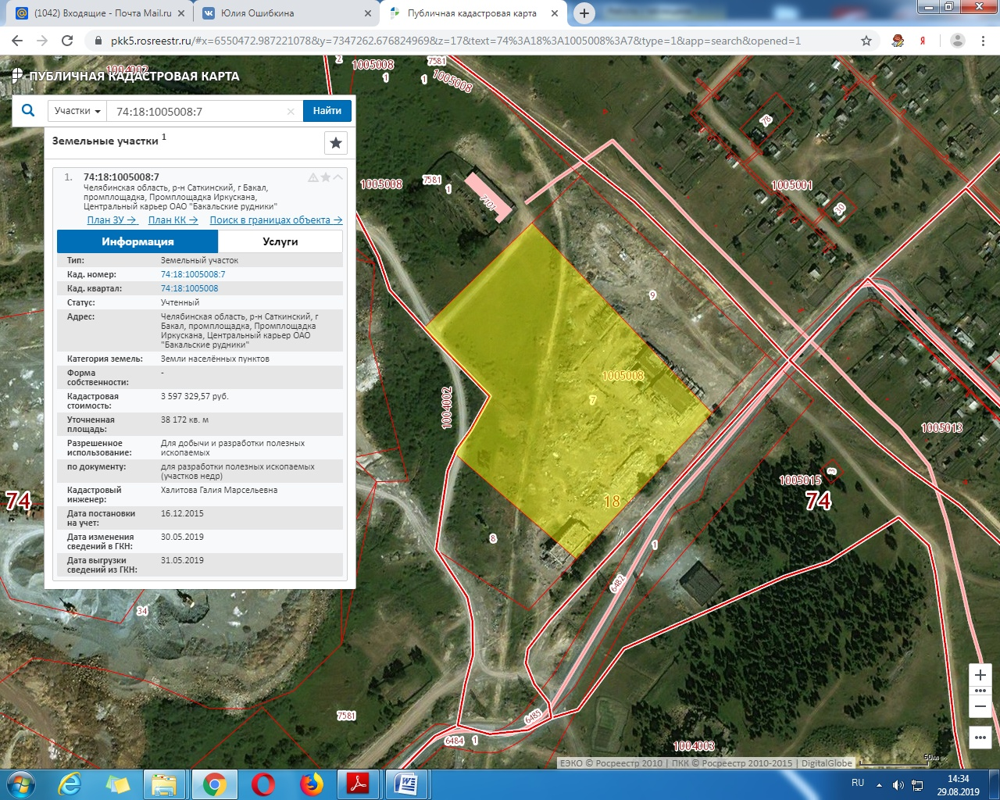 (1042) Входящие - Почта Mail.ru
Юлия Ошибкина
Публичная кадастровая карта
pkk5.rosreestr.ru/#x=6550472.987221078&y=7347262.676824969&z=17&text=74%3A18%3A1005008%3A7&type=1&app=search&opened=1
ПУБЛИЧНАЯ КАДАСТРОВАЯ КАРТА
Участки
74:18:1005008:7
Найти
Земельные участки 1
1. 74:18:1005008:7
Челябинская область, р-н Саткинский, г Бакал,
промплощадка, Промплощадка Иркускана,
Центральный карьер ОАО "Бакальские рудники"
План ЗУ → План КК → Поиск в границах объекта →
Информация Услуги
Тип: Земельный участок
Кад. номер: 74:18:1005008:7
Кад. квартал: 74:18:1005008
Статус: Учтенный
Адрес: Челябинская область, р-н Саткинский, г
Бакал, промплощадка, Промплощадка
Иркускана, Центральный карьер ОАО
"Бакальские рудники"
Категория земель: Земли населённых пунктов
Форма
собственности: -
Кадастровая
стоимость: 3 597 329,57 руб.
Уточненная
площадь: 38 172 кв. м
Разрешенное
использование: Для добычи и разработки полезных
ископаемых
по документу: для разработки полезных ископаемых
(участков недр)
Кадастровый
инженер: Халитова Галия Марсельевна
Дата постановки
на учет: 16.12.2015
Дата изменения
сведений в ГКН: 30.05.2019
Дата выгрузки
сведений из ГКН: 31.05.2019
1004002
2
1005008
1
7581
1
1005008
78
1005008
7581
1
7101
1005001
30
9
1005008
7
1004002
1005013
3
1005015
74
74
18
8
1
6482
34
7581
6485
6484
1
1004003
ЕЭКО © Росреестр 2010 | ПКК © Росреестр 2010-2015 | DigitalGlobe
50m
RU
14:34
29.08.2019